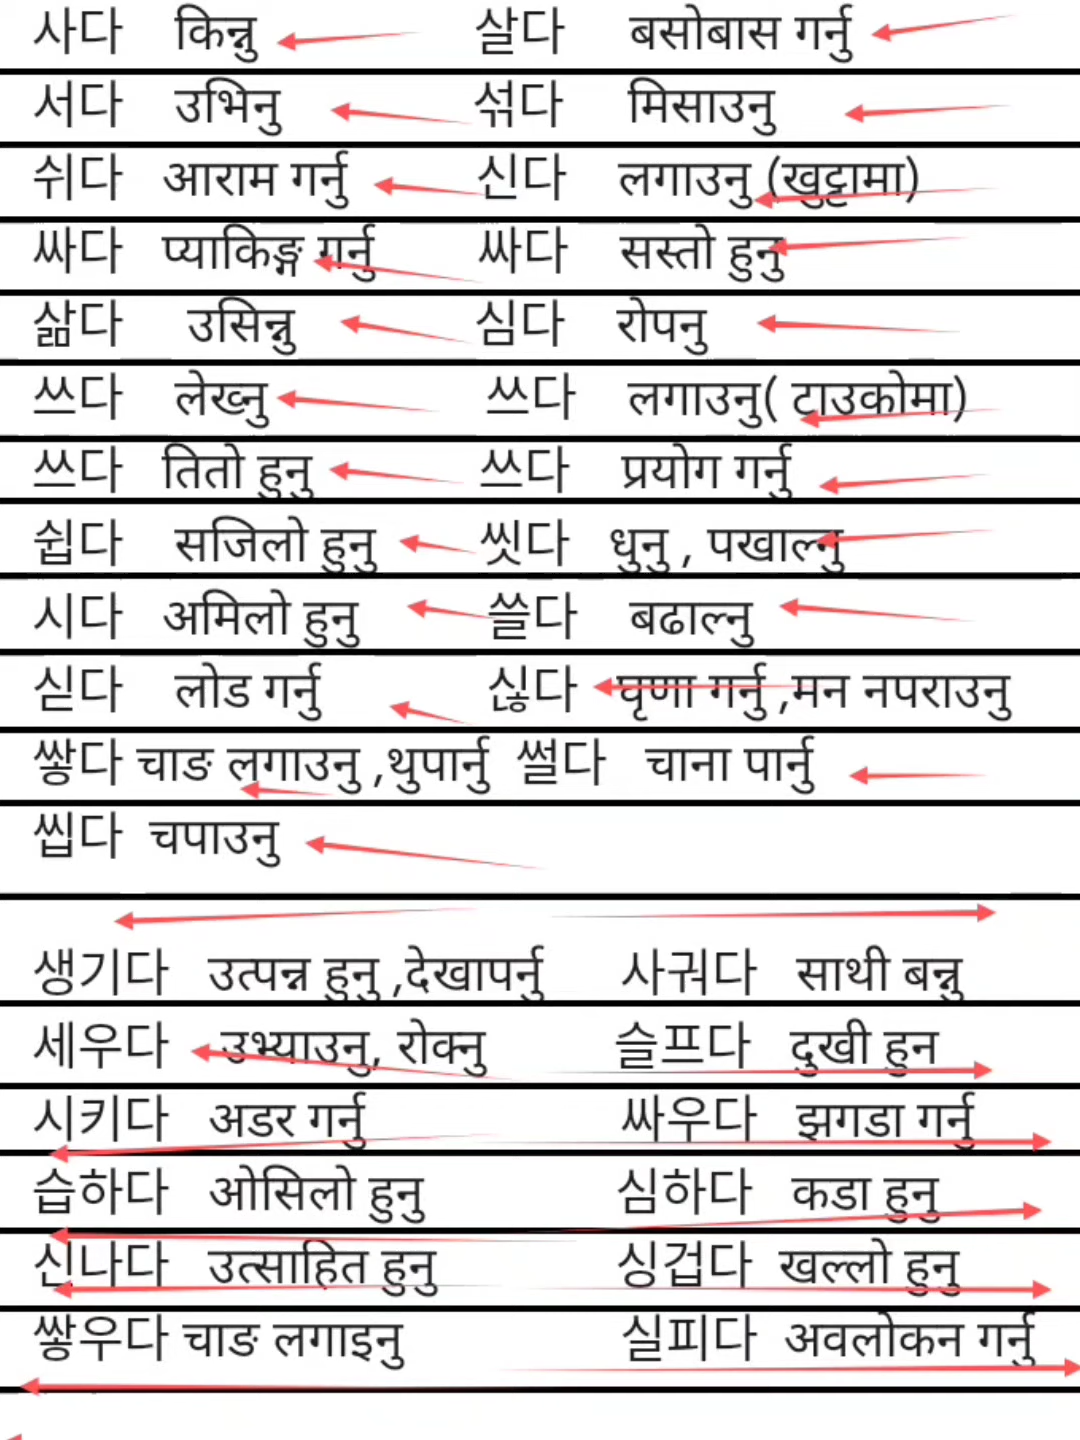 사다 किन्नु 살다 बसोबास गर्नु
서다 उभिनु 섞다 मिसाउनु
쉬다 आराम गर्नु 신다 लगाउनु (खुट्टामा)
싸다 प्याकिङ्ग गर्नु 싸다 सस्तो हुनु
삶다 उसिन्नु 심다 रोपनु
쓰다 लेख्नु 쓰다 लगाउनु( टाउकोमा)
쓰다 तितो हुनु 쓰다 प्रयोग गर्नु
쉽다 सजिलो हुनु 씻다 धुनु , पखाल्नु
시다 अमिलो हुनु 쓸다 बढाल्नु
싣다 लोड गर्नु 싫다 घृणा गर्नु ,मन नपराउनु
쌓다 चाङ लगाउनु ,थुपार्नु 썰다 चाना पार्नु
씹다 चपाउनु
생기다 उत्पन्न हुनु ,देखापर्नु 사귀다 साथी बन्नु
세우다 उभ्याउनु, रोक्नु 슬프다 दुखी हुन
시키다 अडर गर्नु 싸우다 झगडा गर्नु
습하다 ओसिलो हुनु 심하다 कडा हुनु
신나다 उत्साहित हुनु 싱겁다 खल्लो हुनु
쌓우다 चाङ लगाइनु 실피다 अवलोकन गर्नु